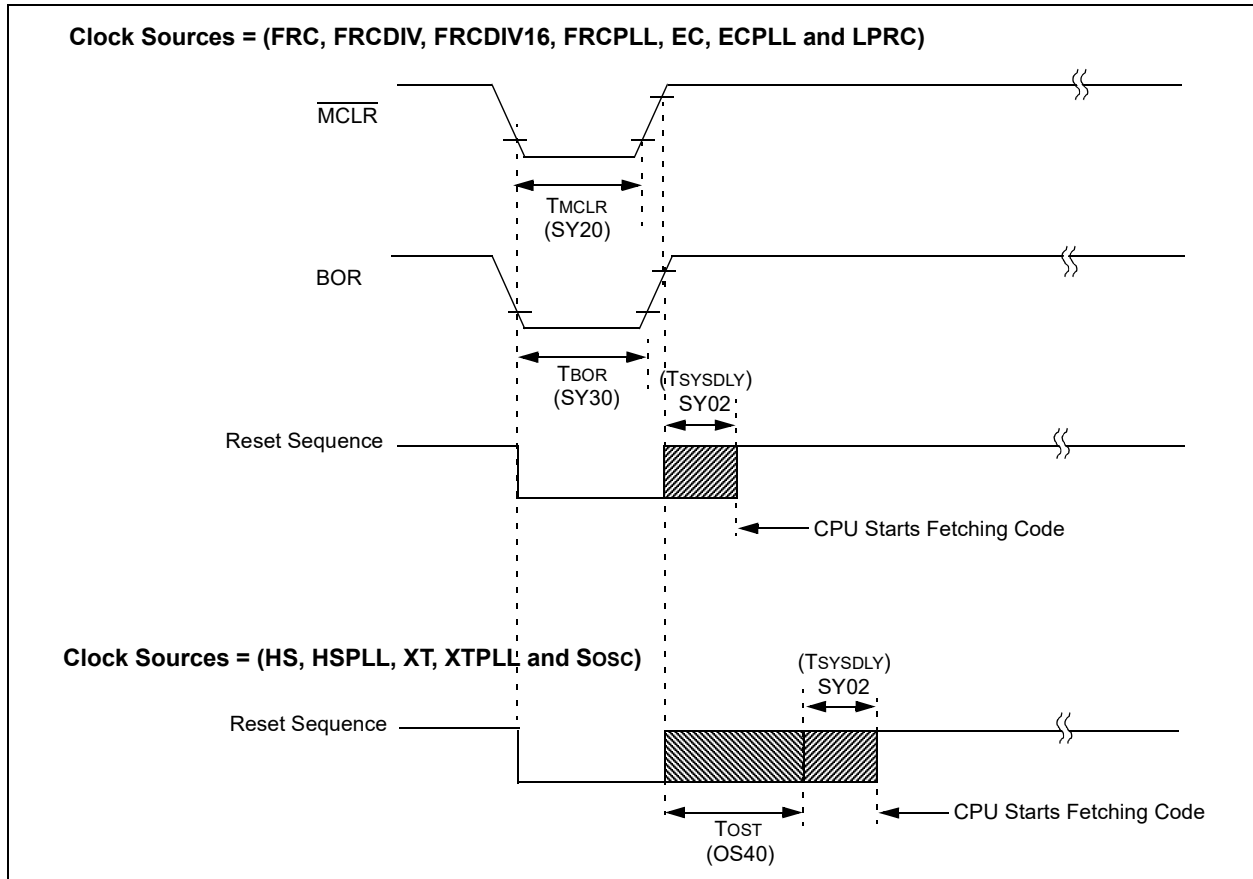 Clock Sources = (FRC, FRCDIV, FRCDIV16, FRCPLL, EC, ECPLL and LPRC)
MCLR
TMCLR
(SY20)
BOR
TBOR
(SY30)
(TSYSDLY)
SY02
Reset Sequence
CPU Starts Fetching Code
Clock Sources = (HS, HSPLL, XT, XTPLL and SOSC)
(TSYSDLY)
SY02
Reset Sequence
CPU Starts Fetching Code
TOST
(OS40)